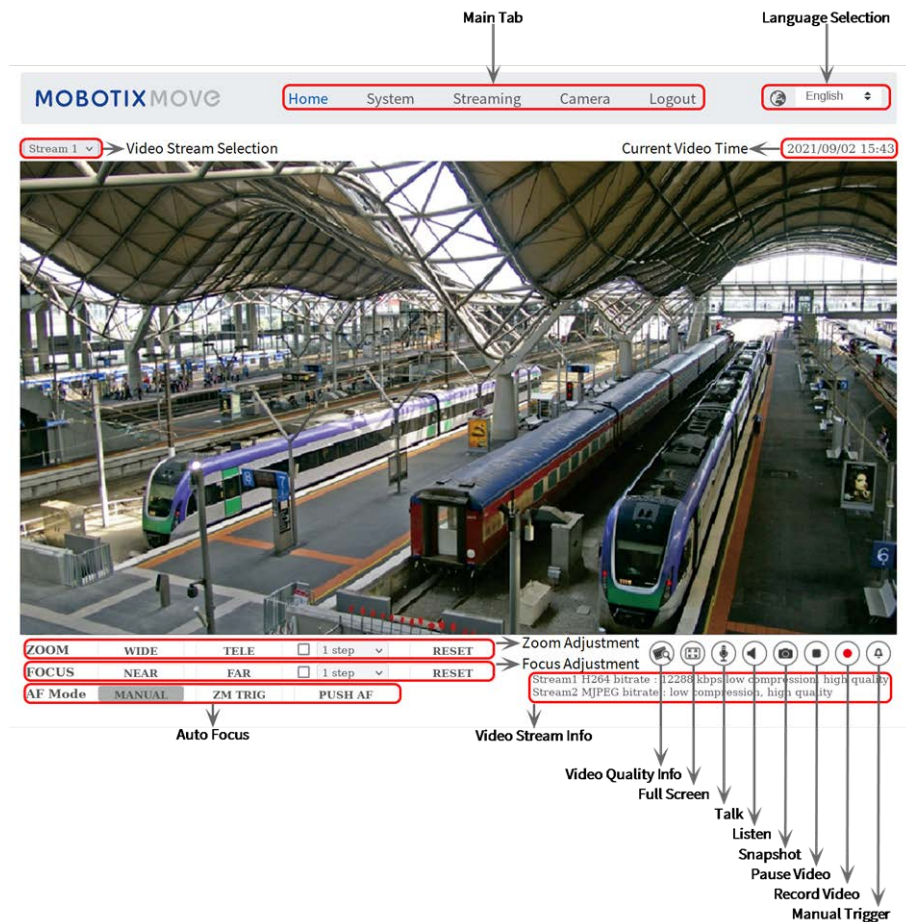 Main Tab
Language Selection
MOBOTIX MOVE
Home System Streaming Camera Logout
English
Stream 1
Video Stream Selection
Current Video Time
2021/09/02 15:43
8
7
6
ZOOM WIDE TELE 1 step RESET
Zoom Adjustment
FOCUS NEAR FAR 1 step RESET
Focus Adjustment
AF Mode MANUAL ZM TRIG PUSH AF
Stream1 H264 bitrate : 12288 kbps low compression, high quality
Stream2 MJPEG bitrate : low compression, high quality
Auto Focus
Video Stream Info
Video Quality Info
Full Screen
Talk
Listen
Snapshot
Pause Video
Record Video
Manual Trigger